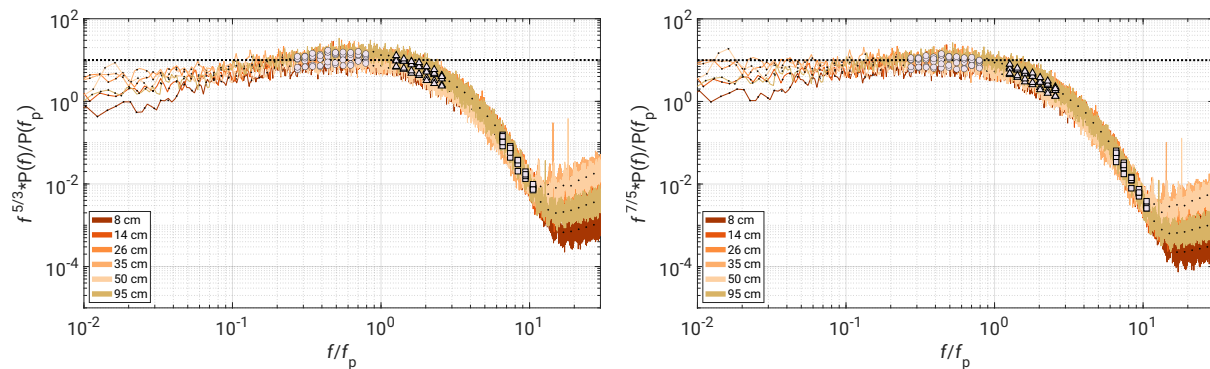 f^{5/3}*P(f)/P(f_p)
10^2
10^0
10^{-2}
10^{-4}
8 cm
14 cm
26 cm
35 cm
50 cm
95 cm
10^{-2} 10^{-1} 10^0 10^1
f/f_p
f^{7/5}*P(f)/P(f_p)
10^2
10^0
10^{-2}
10^{-4}
8 cm
14 cm
26 cm
35 cm
50 cm
95 cm
10^{-2} 10^{-1} 10^0 10^1
f/f_p